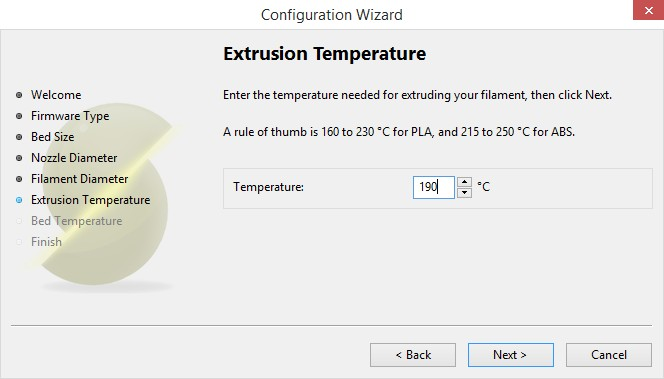 Configuration Wizard
Extrusion Temperature
Welcome
Firmware Type
Bed Size
Nozzle Diameter
Filament Diameter
Extrusion Temperature
Bed Temperature
Finish
Enter the temperature needed for extruding your filament, then click Next.
A rule of thumb is 160 to 230 °C for PLA, and 215 to 250 °C for ABS.
Temperature: 190 °C
< Back Next > Cancel